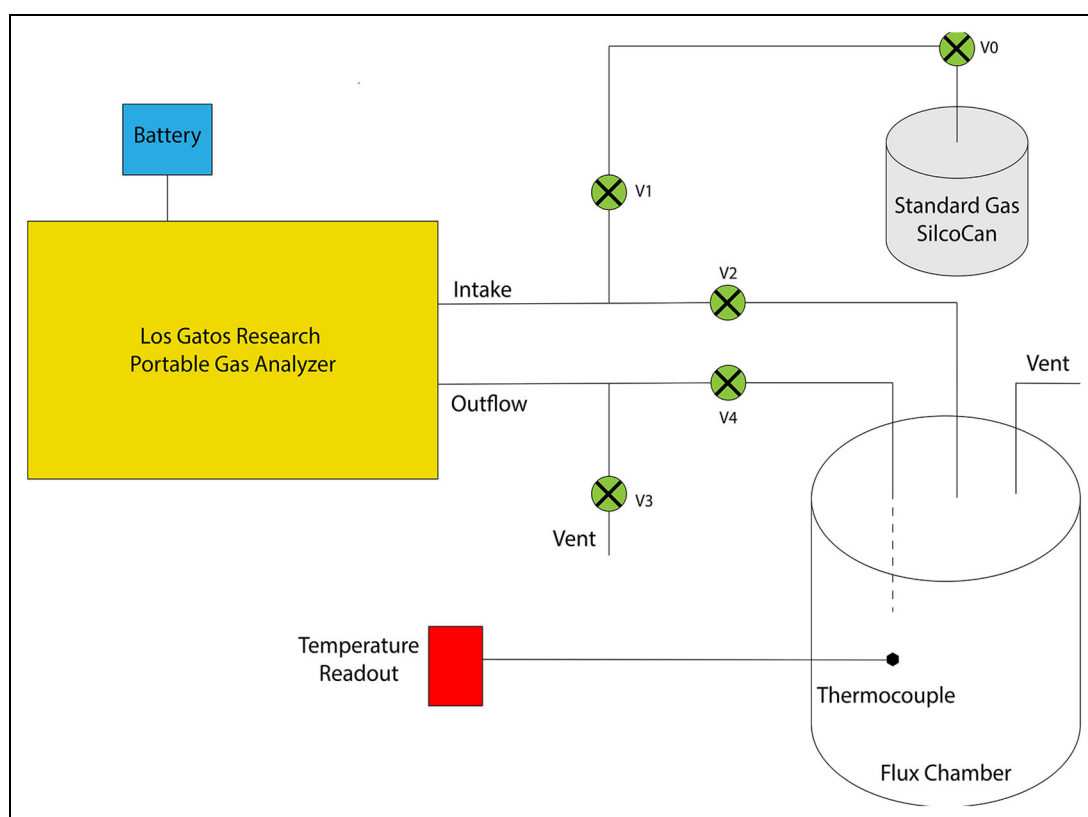 V0
Battery
V1
Standard Gas
SilcoCan
Intake
V2
Los Gatos Research
Portable Gas Analyzer
Vent
Outflow
V4
V3
Vent
Temperature
Readout
Thermocouple
Flux Chamber